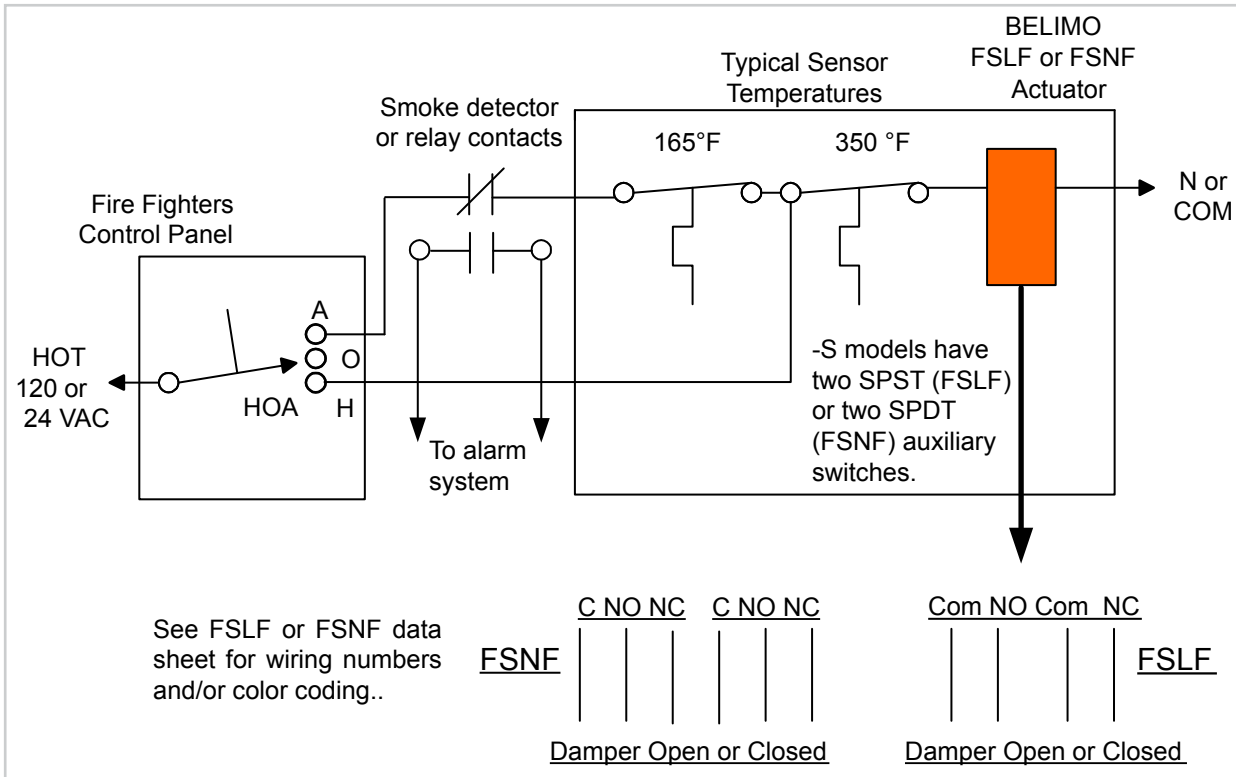 BELIMO
FSLF or FSNF
Actuator
Typical Sensor
Temperatures
Smoke detector
or relay contacts
165°F
350 °F
N or
COM
Fire Fighters
Control Panel
A
O
H
HOA
HOT
120 or
24 VAC
To alarm
system
-S models have
two SPST (FSLF)
or two SPDT
(FSNF) auxiliary
switches.
See FSLF or FSNF data
sheet for wiring numbers
and/or color coding..
FSNF
C NO NC C NO NC
Damper Open or Closed
Com NO Com NC
FSLF
Damper Open or Closed